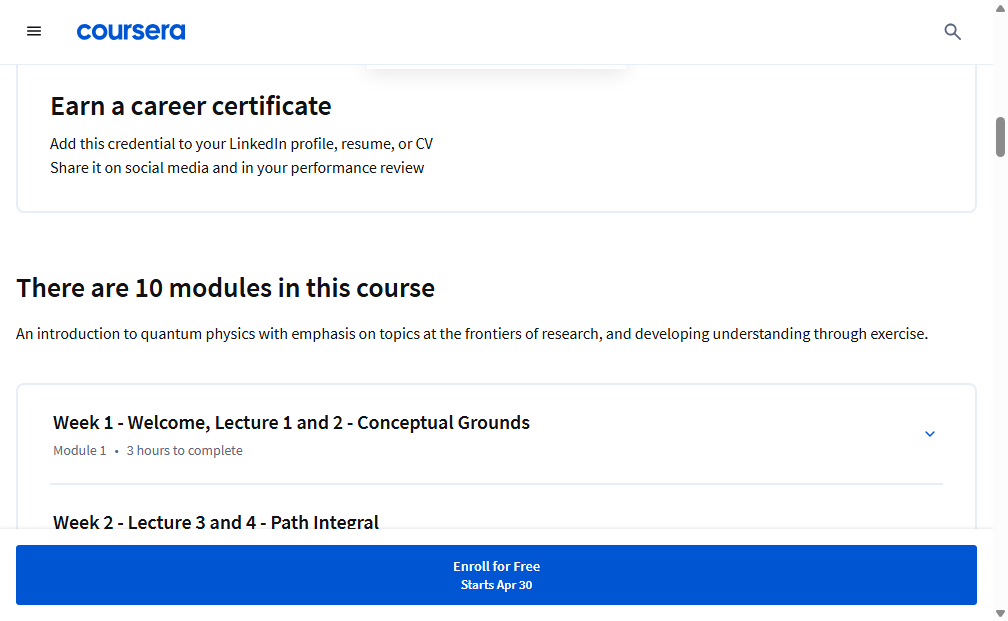 coursera
Earn a career certificate
Add this credential to your LinkedIn profile, resume, or CV
Share it on social media and in your performance review
There are 10 modules in this course
An introduction to quantum physics with emphasis on topics at the frontiers of research, and developing understanding through exercise.
Week 1 - Welcome, Lecture 1 and 2 - Conceptual Grounds
Module 1 • 3 hours to complete
Week 2 - Lecture 3 and 4 - Path Integral
Enroll for Free
Starts Apr 30